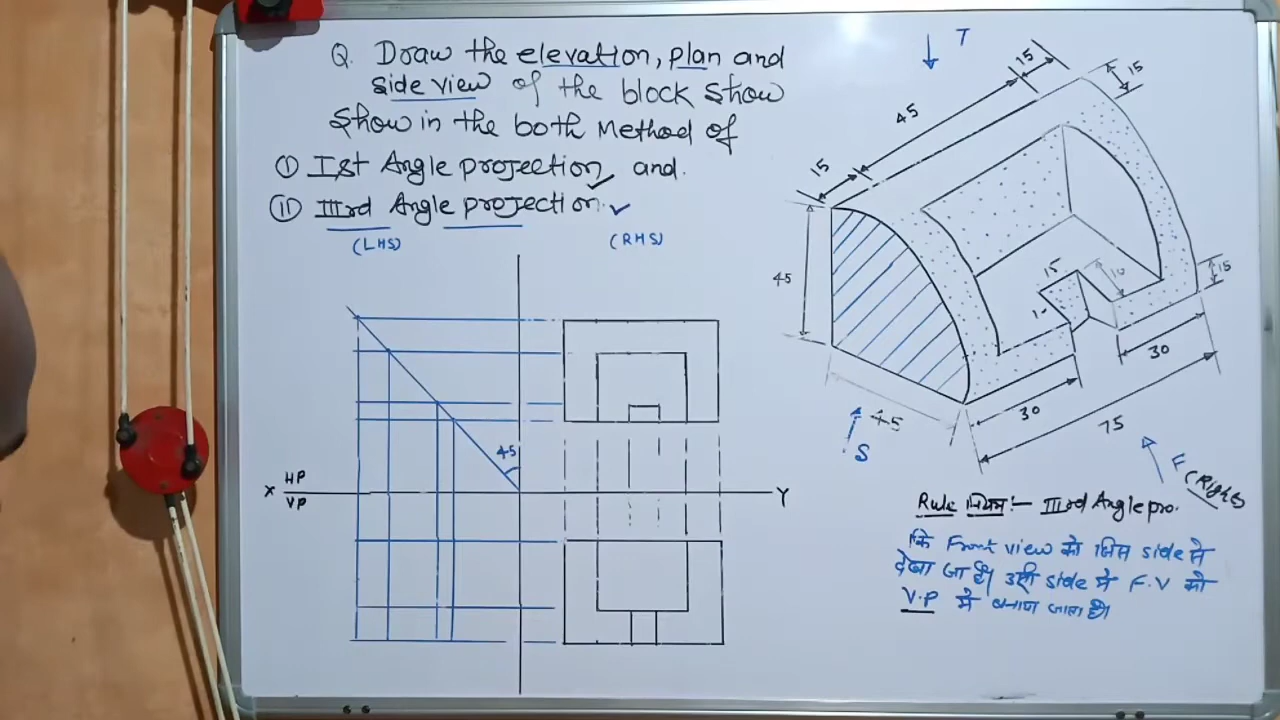 Q. Draw the elevation, plan and
side view of the block show
show in the both Method of
① Ist Angle projection and.
② IIIrd Angle projection.
(LHS) (RHS)
T
15
45
15
15
45
15
10
15
30
30
45
75
45
X HP
VP
Y
S
F (Right)
Rule नियम :- IIIrd Angle pro.
कि Front view को जिस side से
देखा जाता है। उसी side में F.V को
V.P में बनाया जाता है।